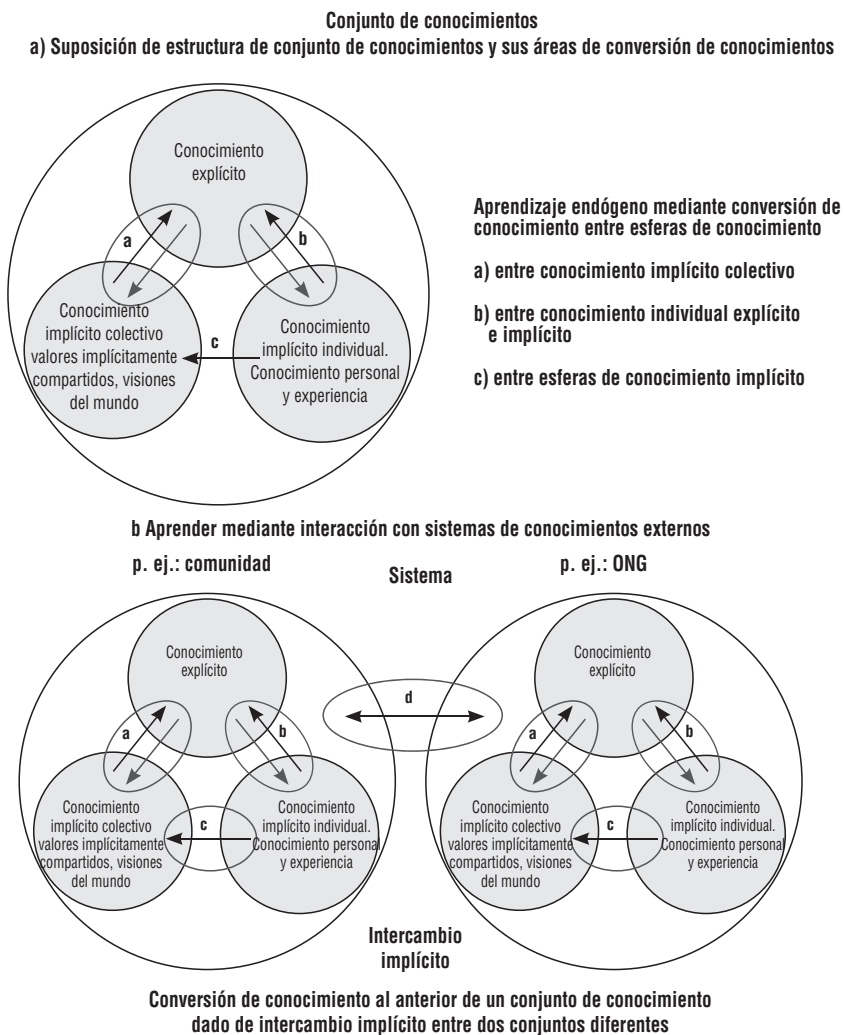 Conjunto de conocimientos
a) Suposición de estructura de conjunto de conocimientos y sus áreas de conversión de conocimientos
Conocimiento
explícito
a
b
Conocimiento
implícito colectivo
valores implícitamente
compartidos, visiones
del mundo
c
Conocimiento
implícito individual.
Conocimiento personal
y experiencia
Aprendizaje endógeno mediante conversión de
conocimiento entre esferas de conocimiento
a) entre conocimiento implícito colectivo
b) entre conocimiento individual explícito
e implícito
c) entre esferas de conocimiento implícito
b Aprender mediante interacción con sistemas de conocimientos externos
p. ej.: comunidad
Sistema
p. ej.: ONG
Conocimiento
explícito
a
b
Conocimiento
implícito colectivo
valores implícitamente
compartidos, visiones
del mundo
c
Conocimiento
implícito individual.
Conocimiento personal
y experiencia
d
Conocimiento
explícito
a
b
Conocimiento
implícito colectivo
valores implícitamente
compartidos, visiones
del mundo
c
Conocimiento
implícito individual.
Conocimiento personal
y experiencia
Intercambio
implícito
Conversión de conocimiento al anterior de un conjunto de conocimiento
dado de intercambio implícito entre dos conjuntos diferentes